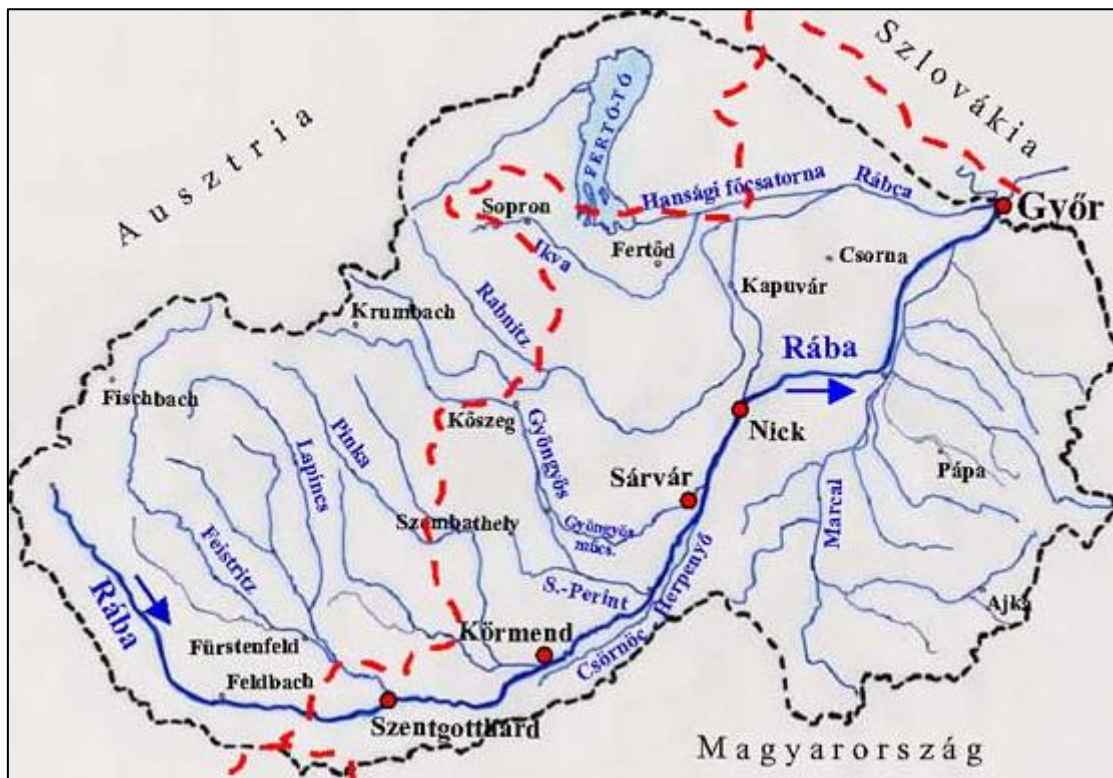 Szlovákia
Ausztria
FERTŐ-TÓ
Hansági főcsatorna
Rábca
Győr
Sopron
Ikva
Fertőd
Csorna
Kapuvár
Rabnitz
Krumbach
Rába
Fischbach
Pinka
Lapincs
Kőszeg
Gyöngyös
Nick
Sárvár
Pápa
Marcal
Szombathely
Gyöngyös
műcs.
Feistritz
S.-Perint
Herpenyő
Csörnöc
Ajka
Rába
Körmend
Fürstenfeld
Feldbach
Szentgotthárd
Magyarország